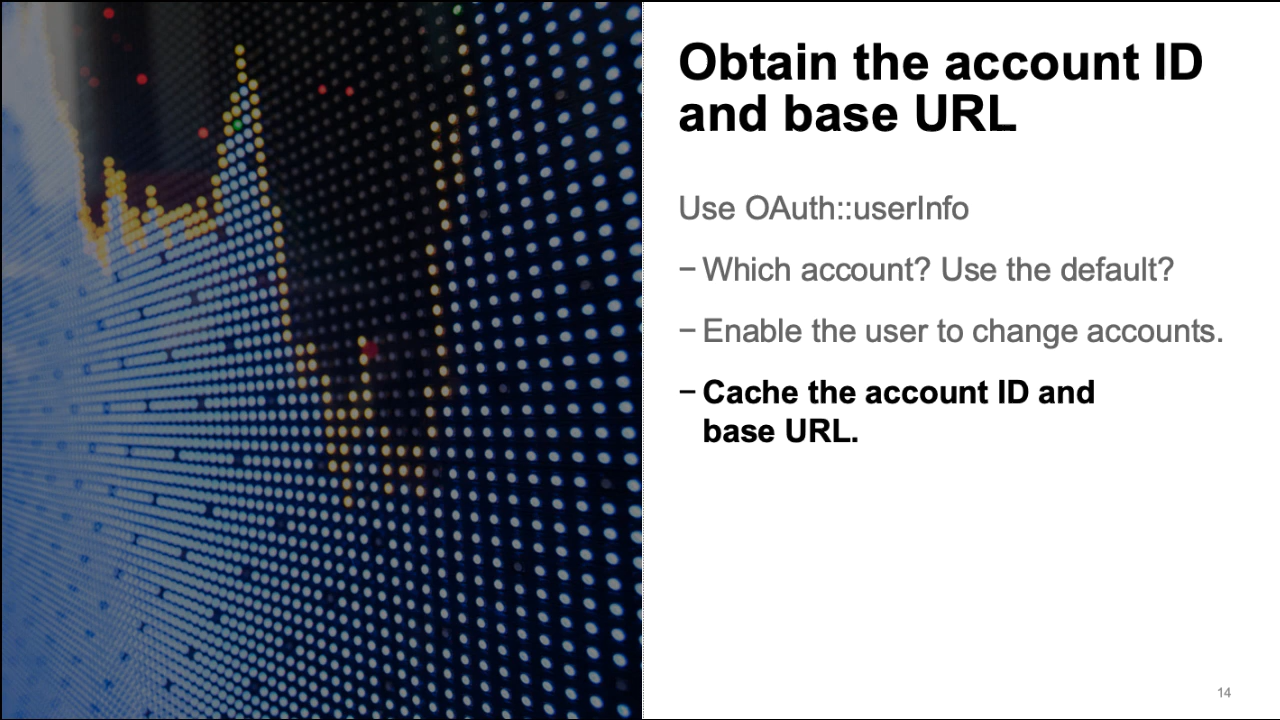 Obtain the account ID
and base URL
Use OAuth::userInfo
– Which account? Use the default?
– Enable the user to change accounts.
– Cache the account ID and
base URL.
14